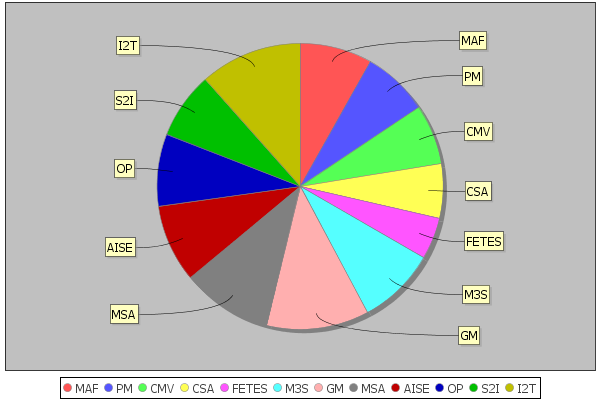 I2T
MAF
PM
S2I
CMV
OP
CSA
AISE
FETES
M3S
MSA
GM
MAF PM CMV CSA FETES M3S GM MSA AISE OP S2I I2T